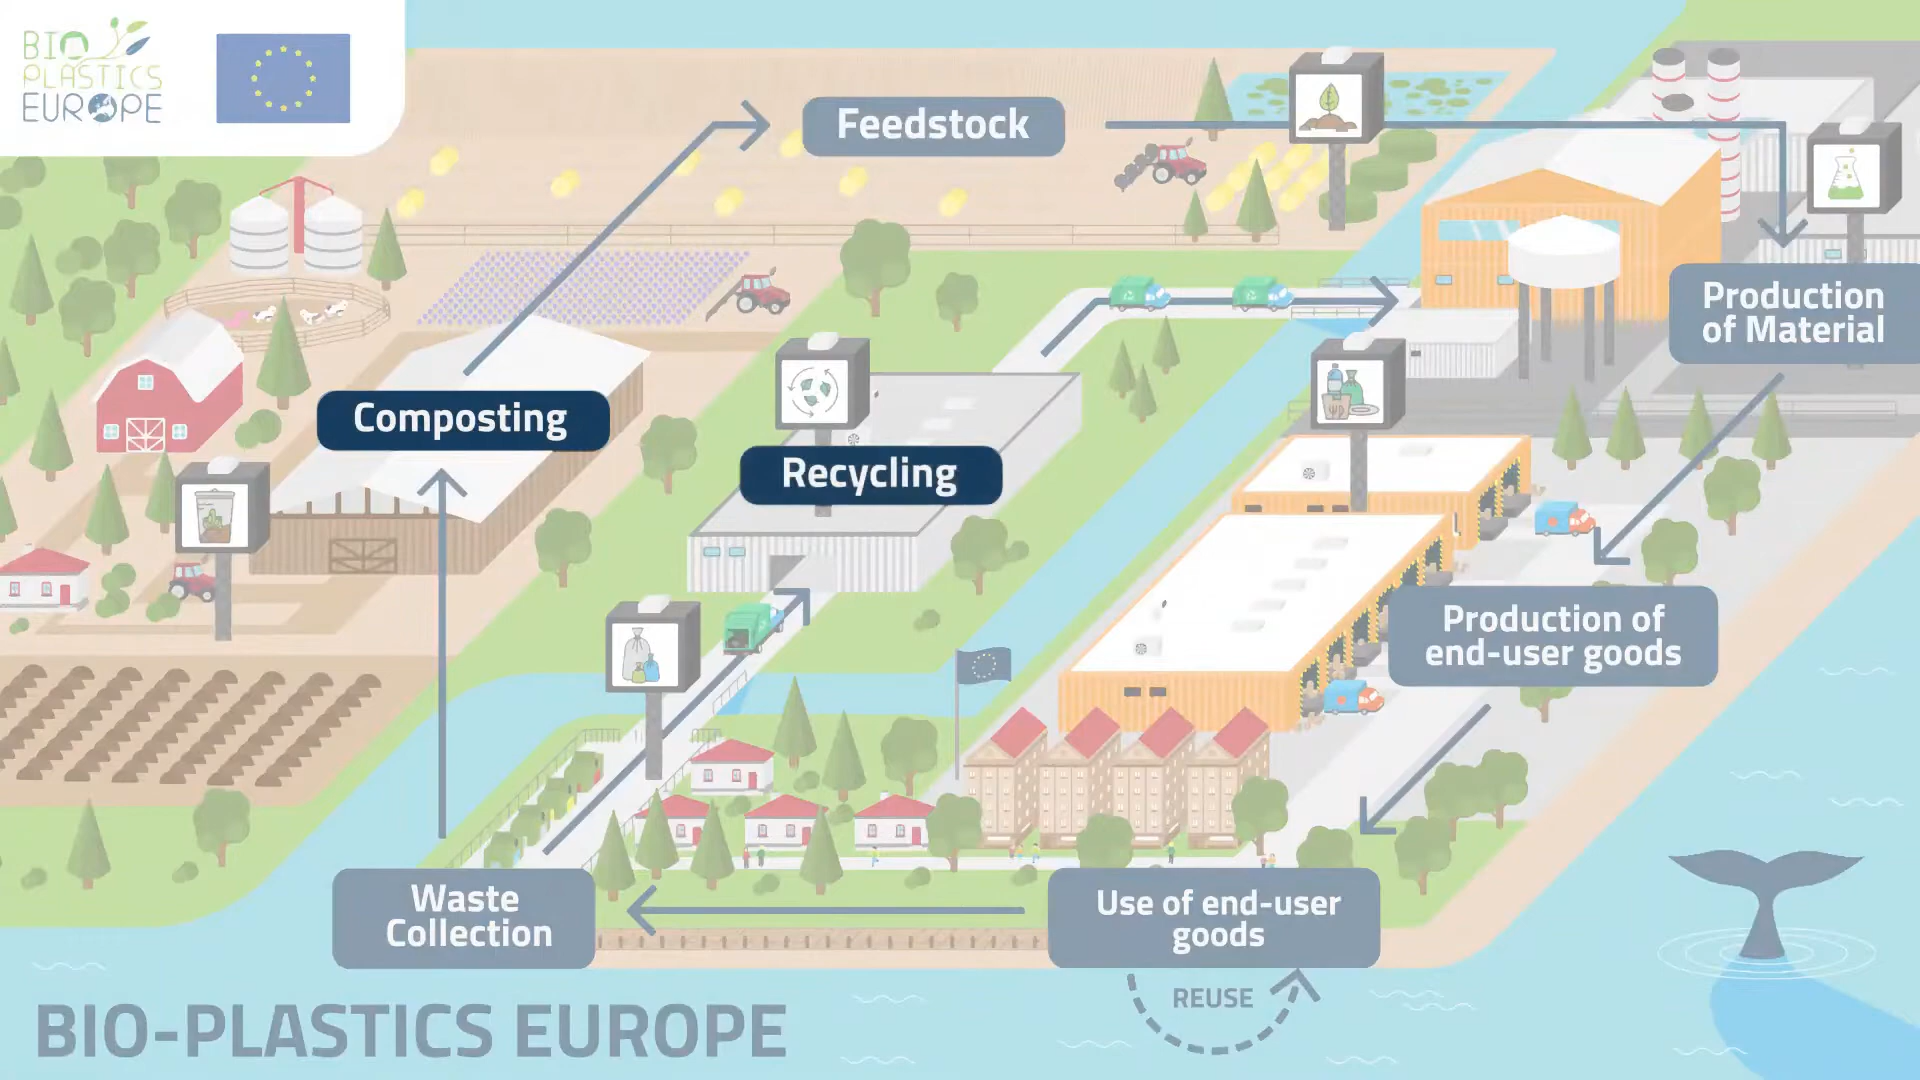 BIO
PLASTICS
EUROPE
Feedstock
Production
of Material
Composting
Recycling
Production of
end-user goods
Waste
Collection
Use of end-user
goods
REUSE
BIO-PLASTICS EUROPE